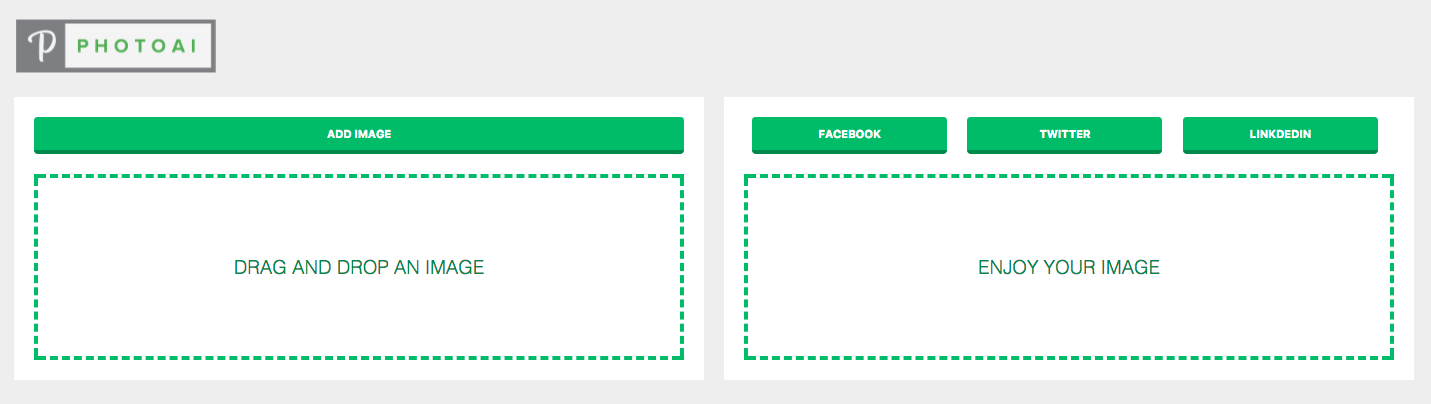 P PHOTOAI
ADD IMAGE
DRAG AND DROP AN IMAGE
FACEBOOK TWITTER LINKDEDIN
ENJOY YOUR IMAGE